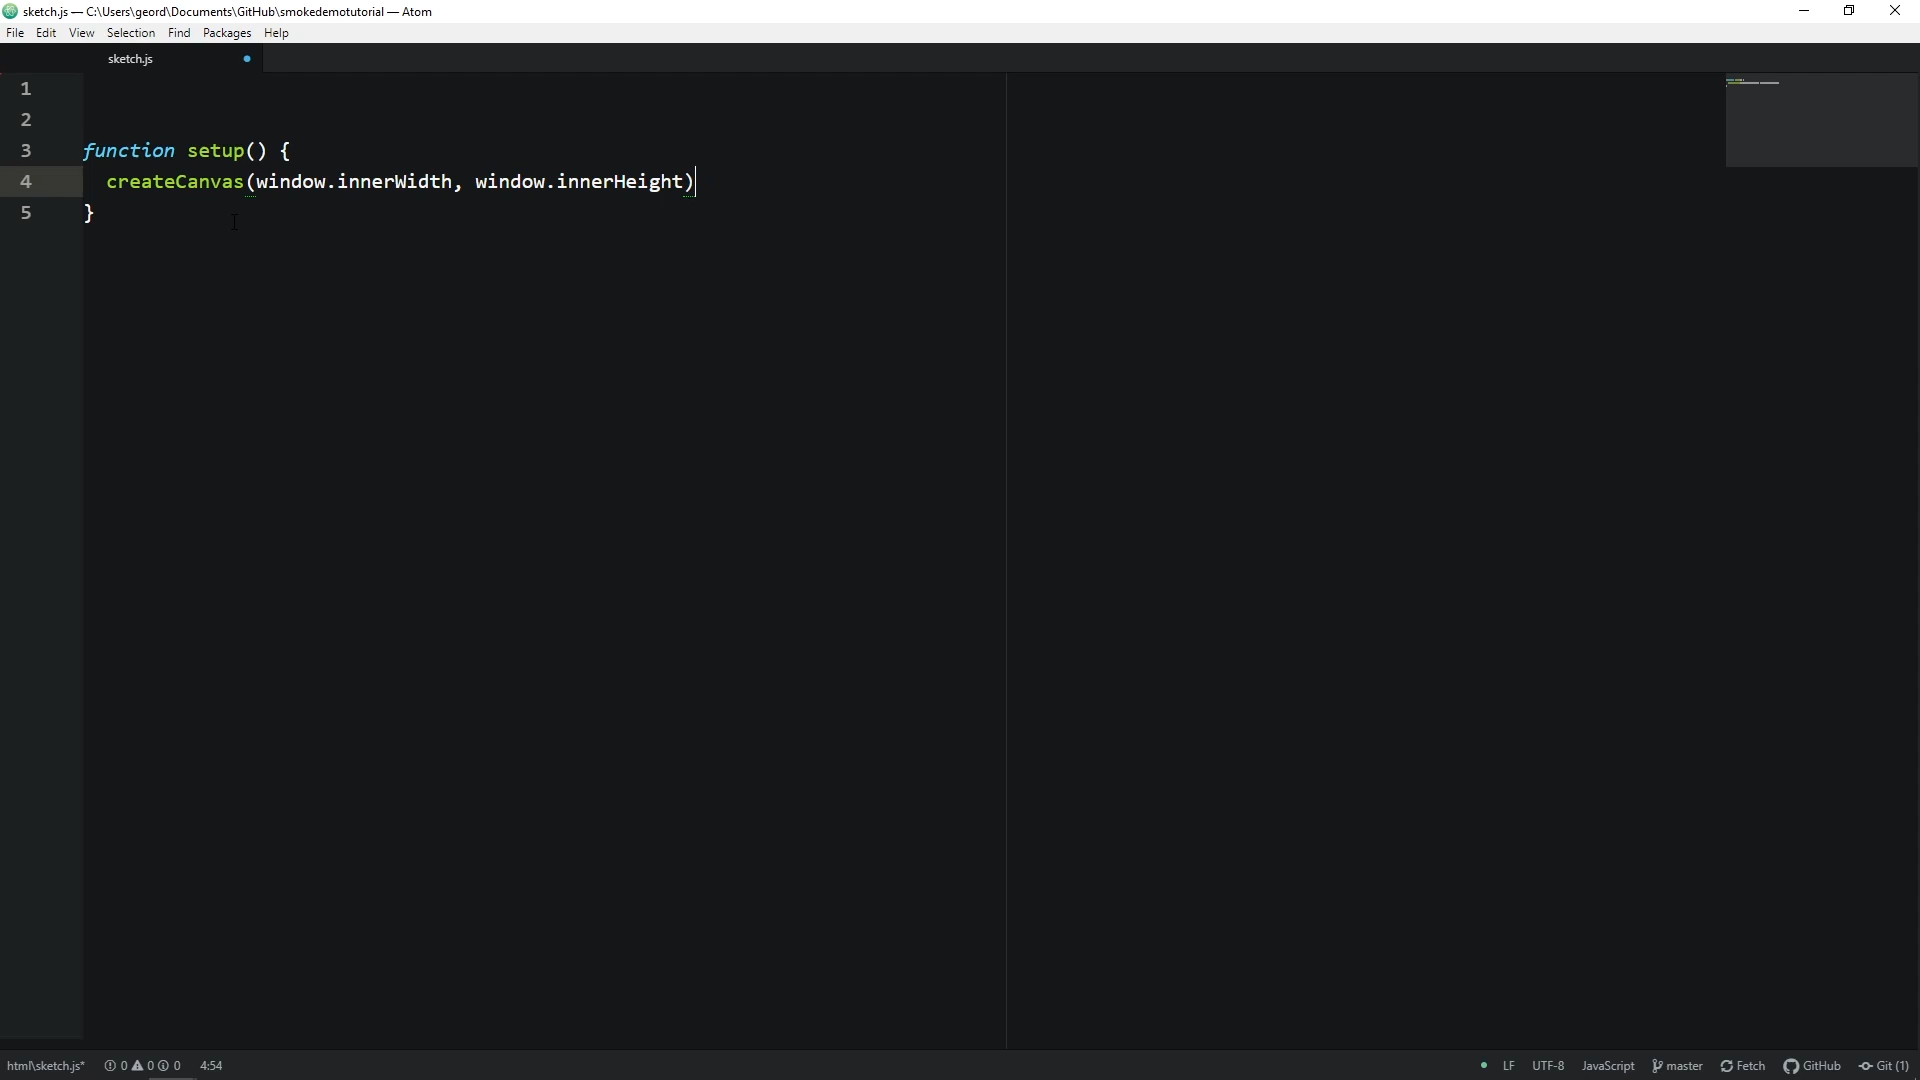 sketch.js — C:\Users\geord\Documents\GitHub\smokedemotutorial — Atom
File Edit View Selection Find Packages Help
sketch.js
1
2
3 function setup() {
4 createCanvas(window.innerWidth, window.innerHeight)
5 }
html\sketch.js* 0 0 0 4:54 LF UTF-8 JavaScript master Fetch GitHub Git (1)